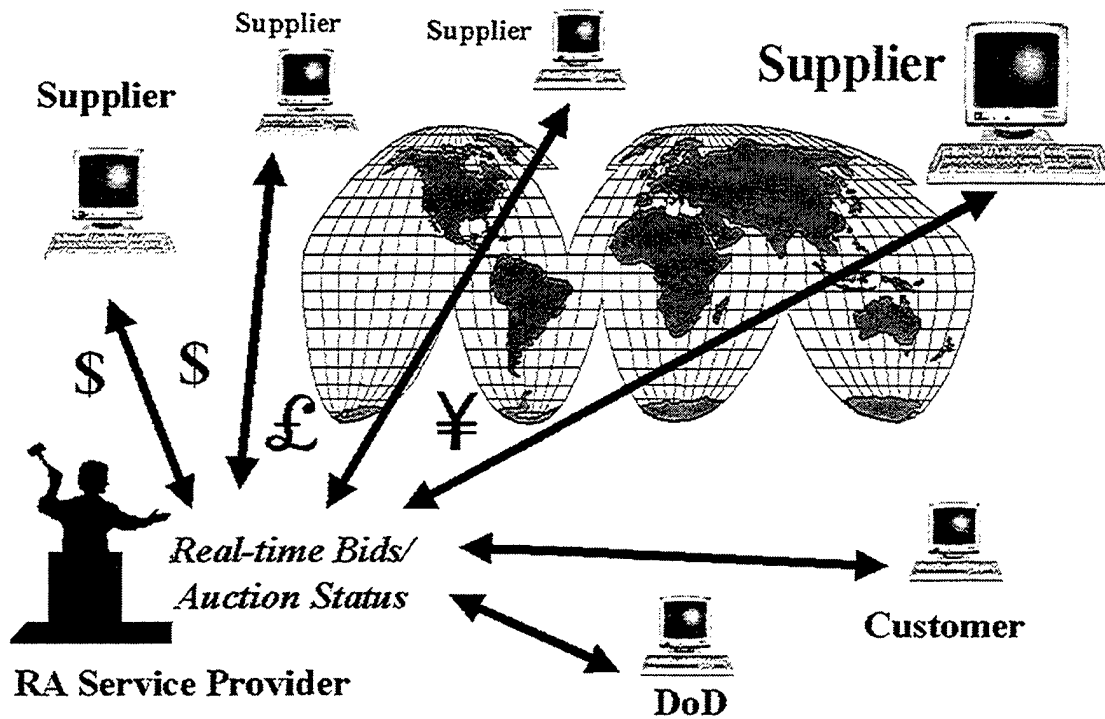 Supplier
Supplier
Supplier
Supplier
$
$
£
¥
Real-time Bids/
Auction Status
Customer
RA Service Provider
DoD